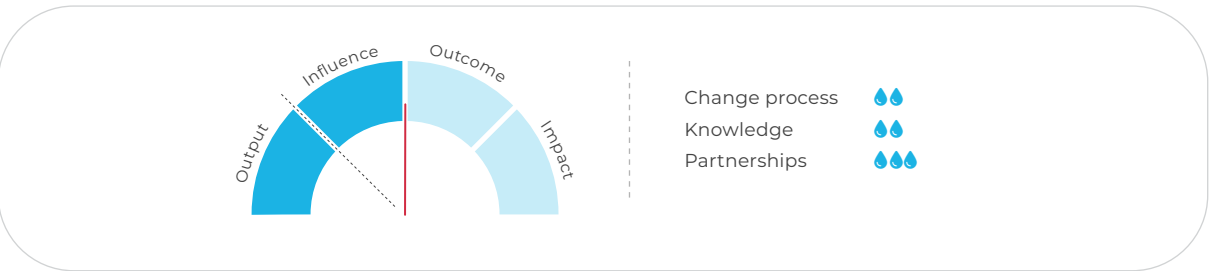 Output
Influence
Outcome
Impact
Change process
Knowledge
Partnerships